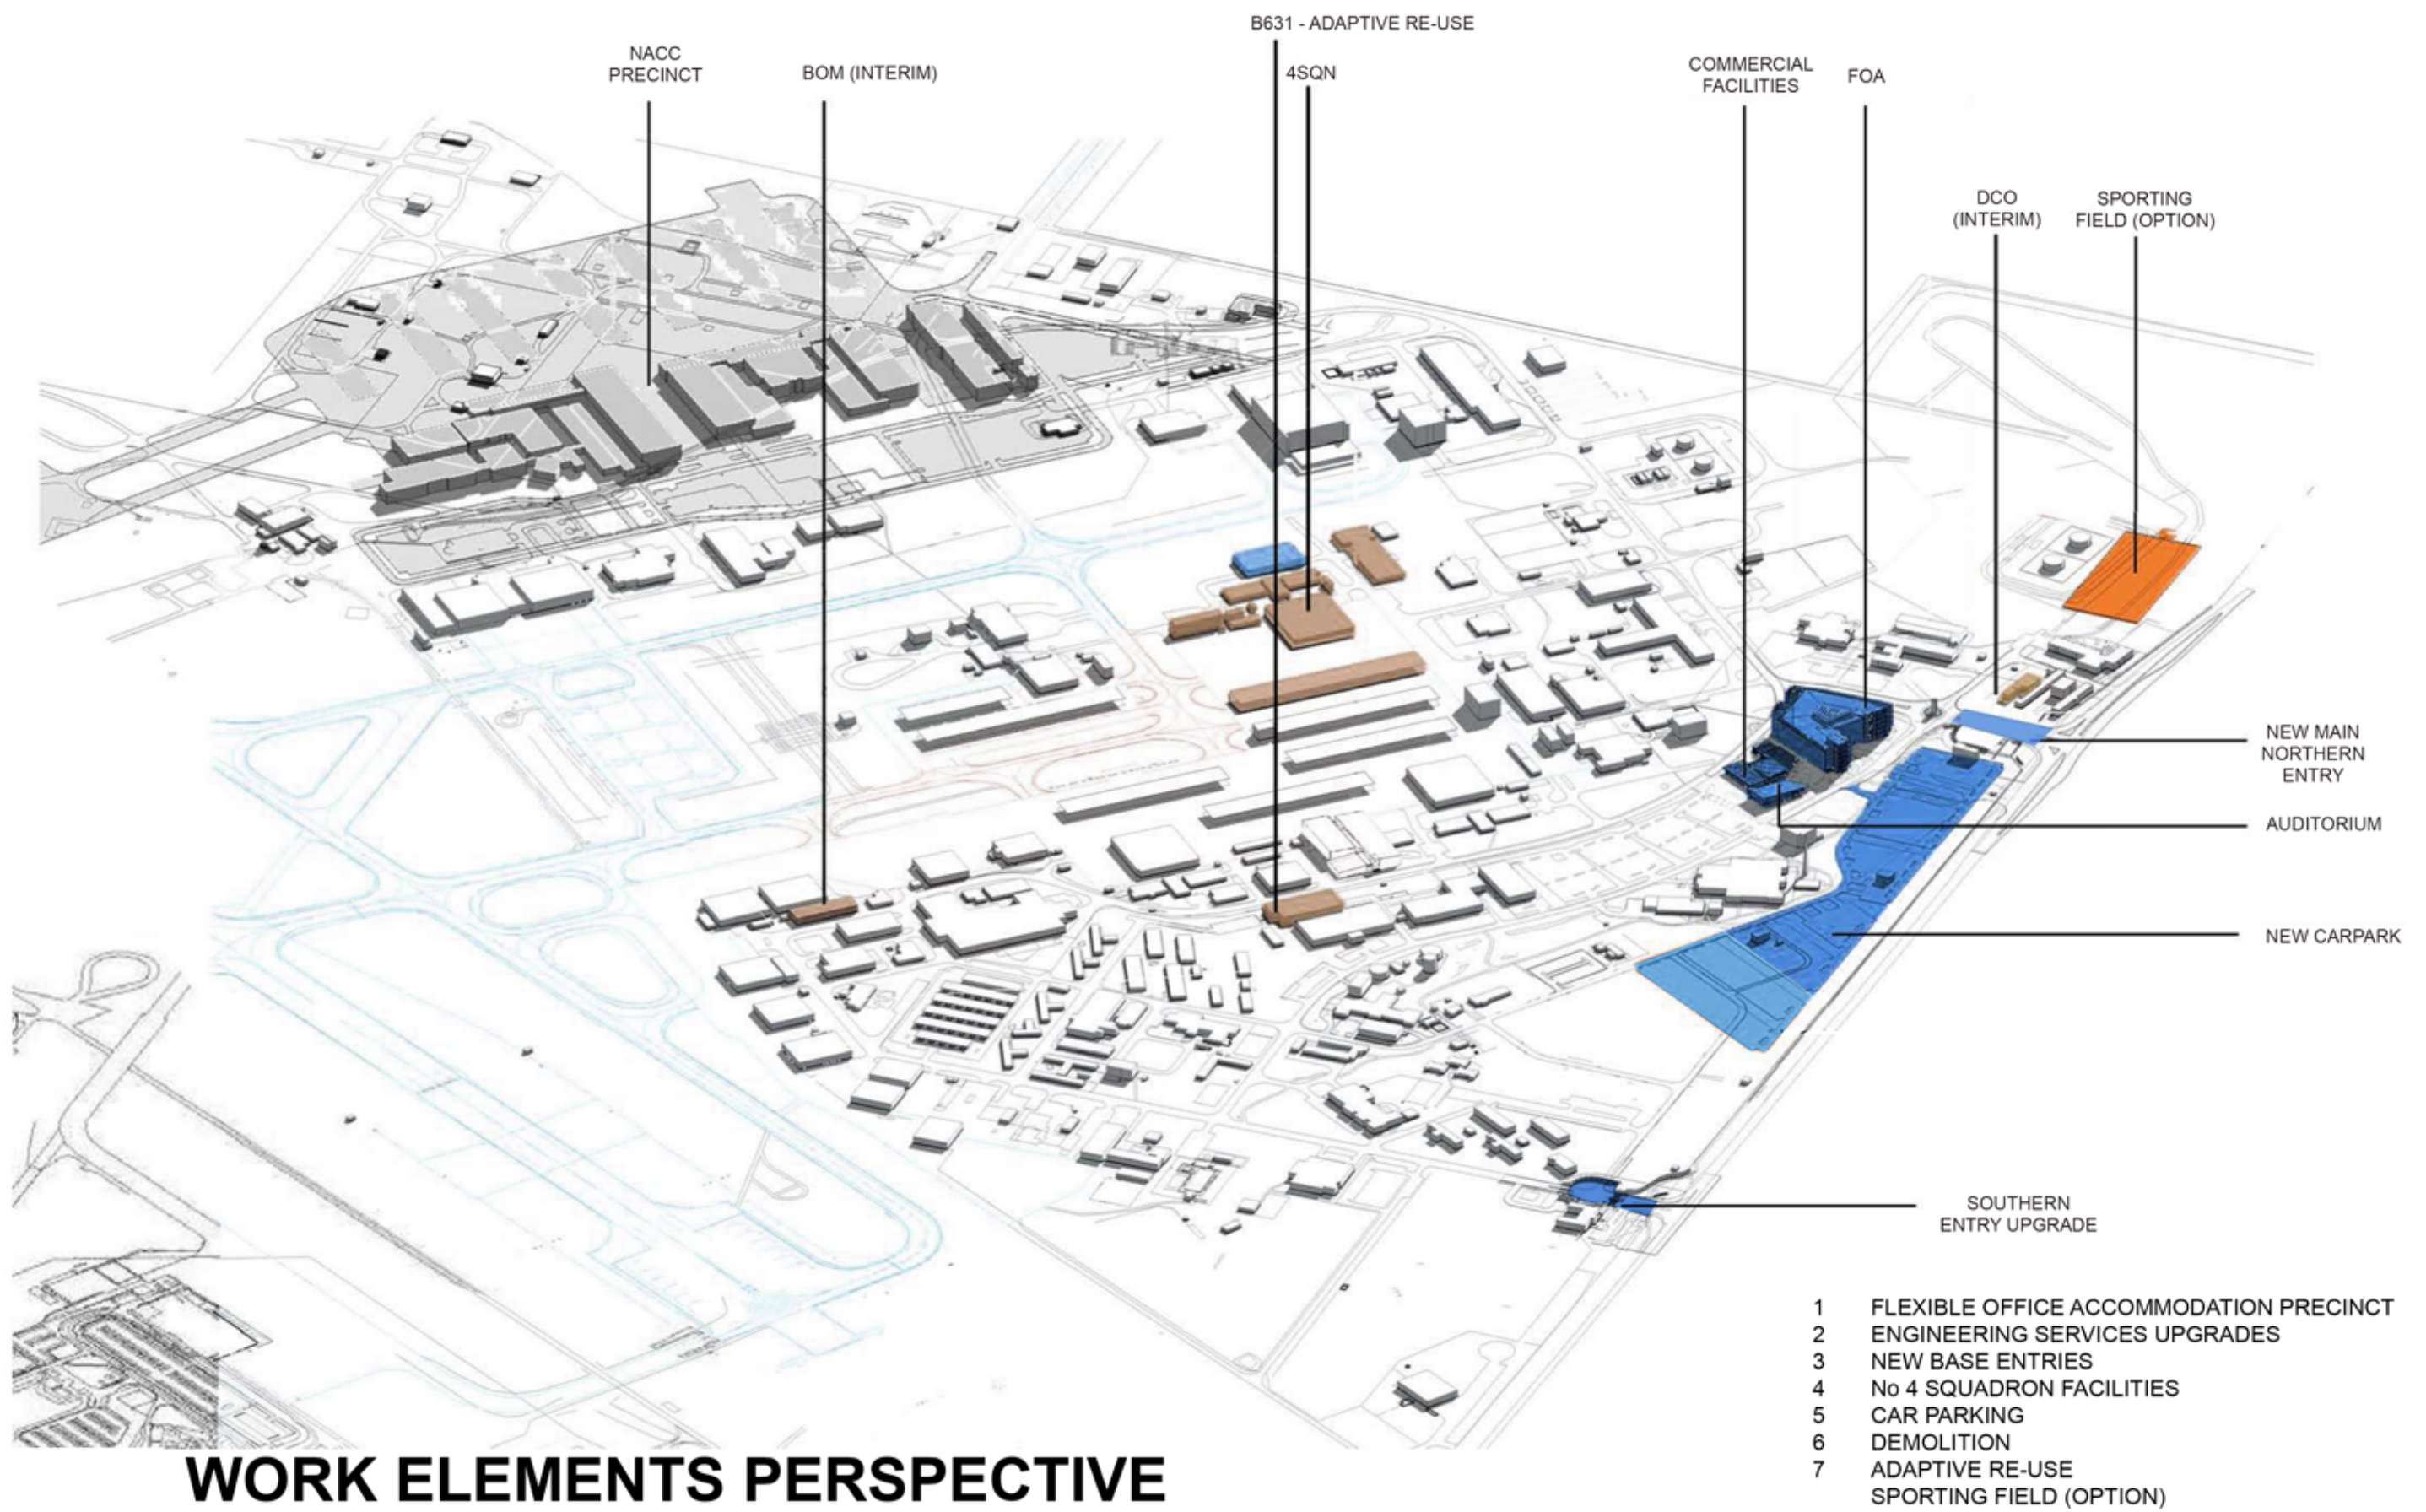 B631 - ADAPTIVE RE-USE
NACC
PRECINCT
BOM (INTERIM)
4SQN
COMMERCIAL
FACILITIES
FOA
DCO
(INTERIM)
SPORTING
FIELD (OPTION)
NEW MAIN
NORTHERN
ENTRY
AUDITORIUM
NEW CARPARK
SOUTHERN
ENTRY UPGRADE
1 FLEXIBLE OFFICE ACCOMMODATION PRECINCT
2 ENGINEERING SERVICES UPGRADES
3 NEW BASE ENTRIES
4 No 4 SQUADRON FACILITIES
5 CAR PARKING
6 DEMOLITION
7 ADAPTIVE RE-USE
SPORTING FIELD (OPTION)
WORK ELEMENTS PERSPECTIVE